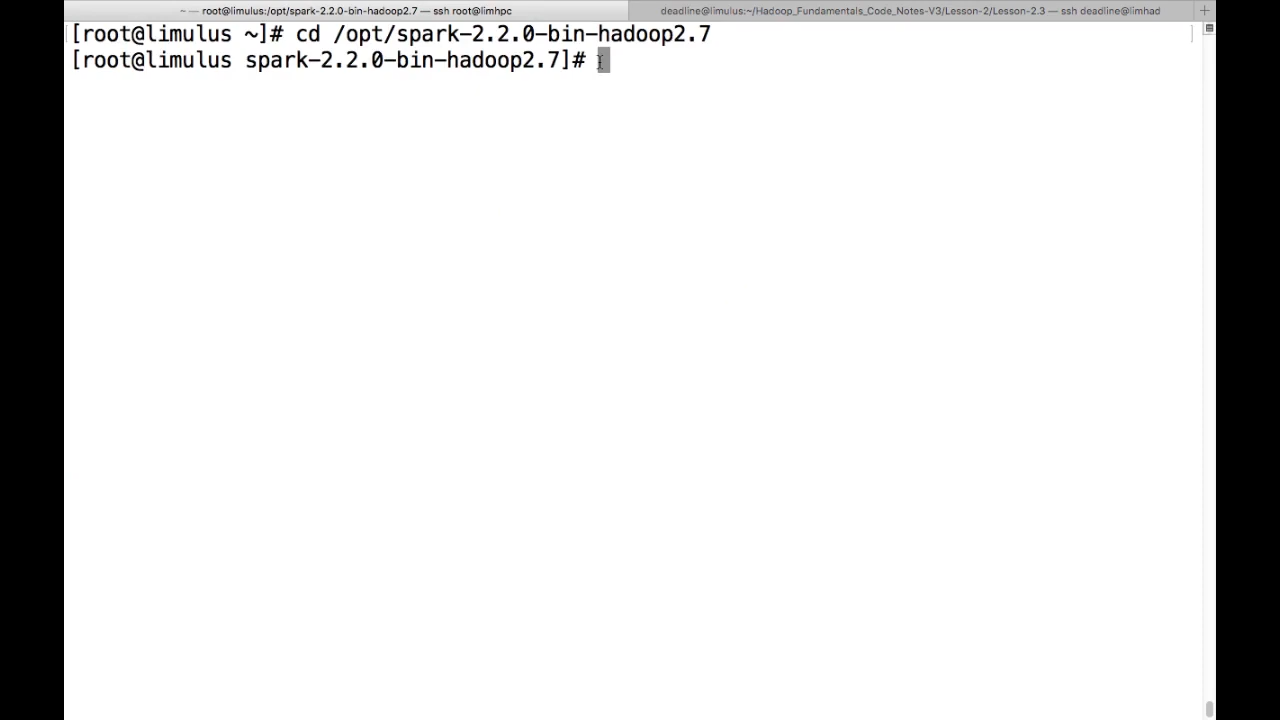 ~ — root@limulus:/opt/spark-2.2.0-bin-hadoop2.7 — ssh root@limhpc
deadline@limulus:~/Hadoop_Fundamentals_Code_Notes-V3/Lesson-2/Lesson-2.3 — ssh deadline@limhad
[root@limulus ~]# cd /opt/spark-2.2.0-bin-hadoop2.7 ]
[root@limulus spark-2.2.0-bin-hadoop2.7]#